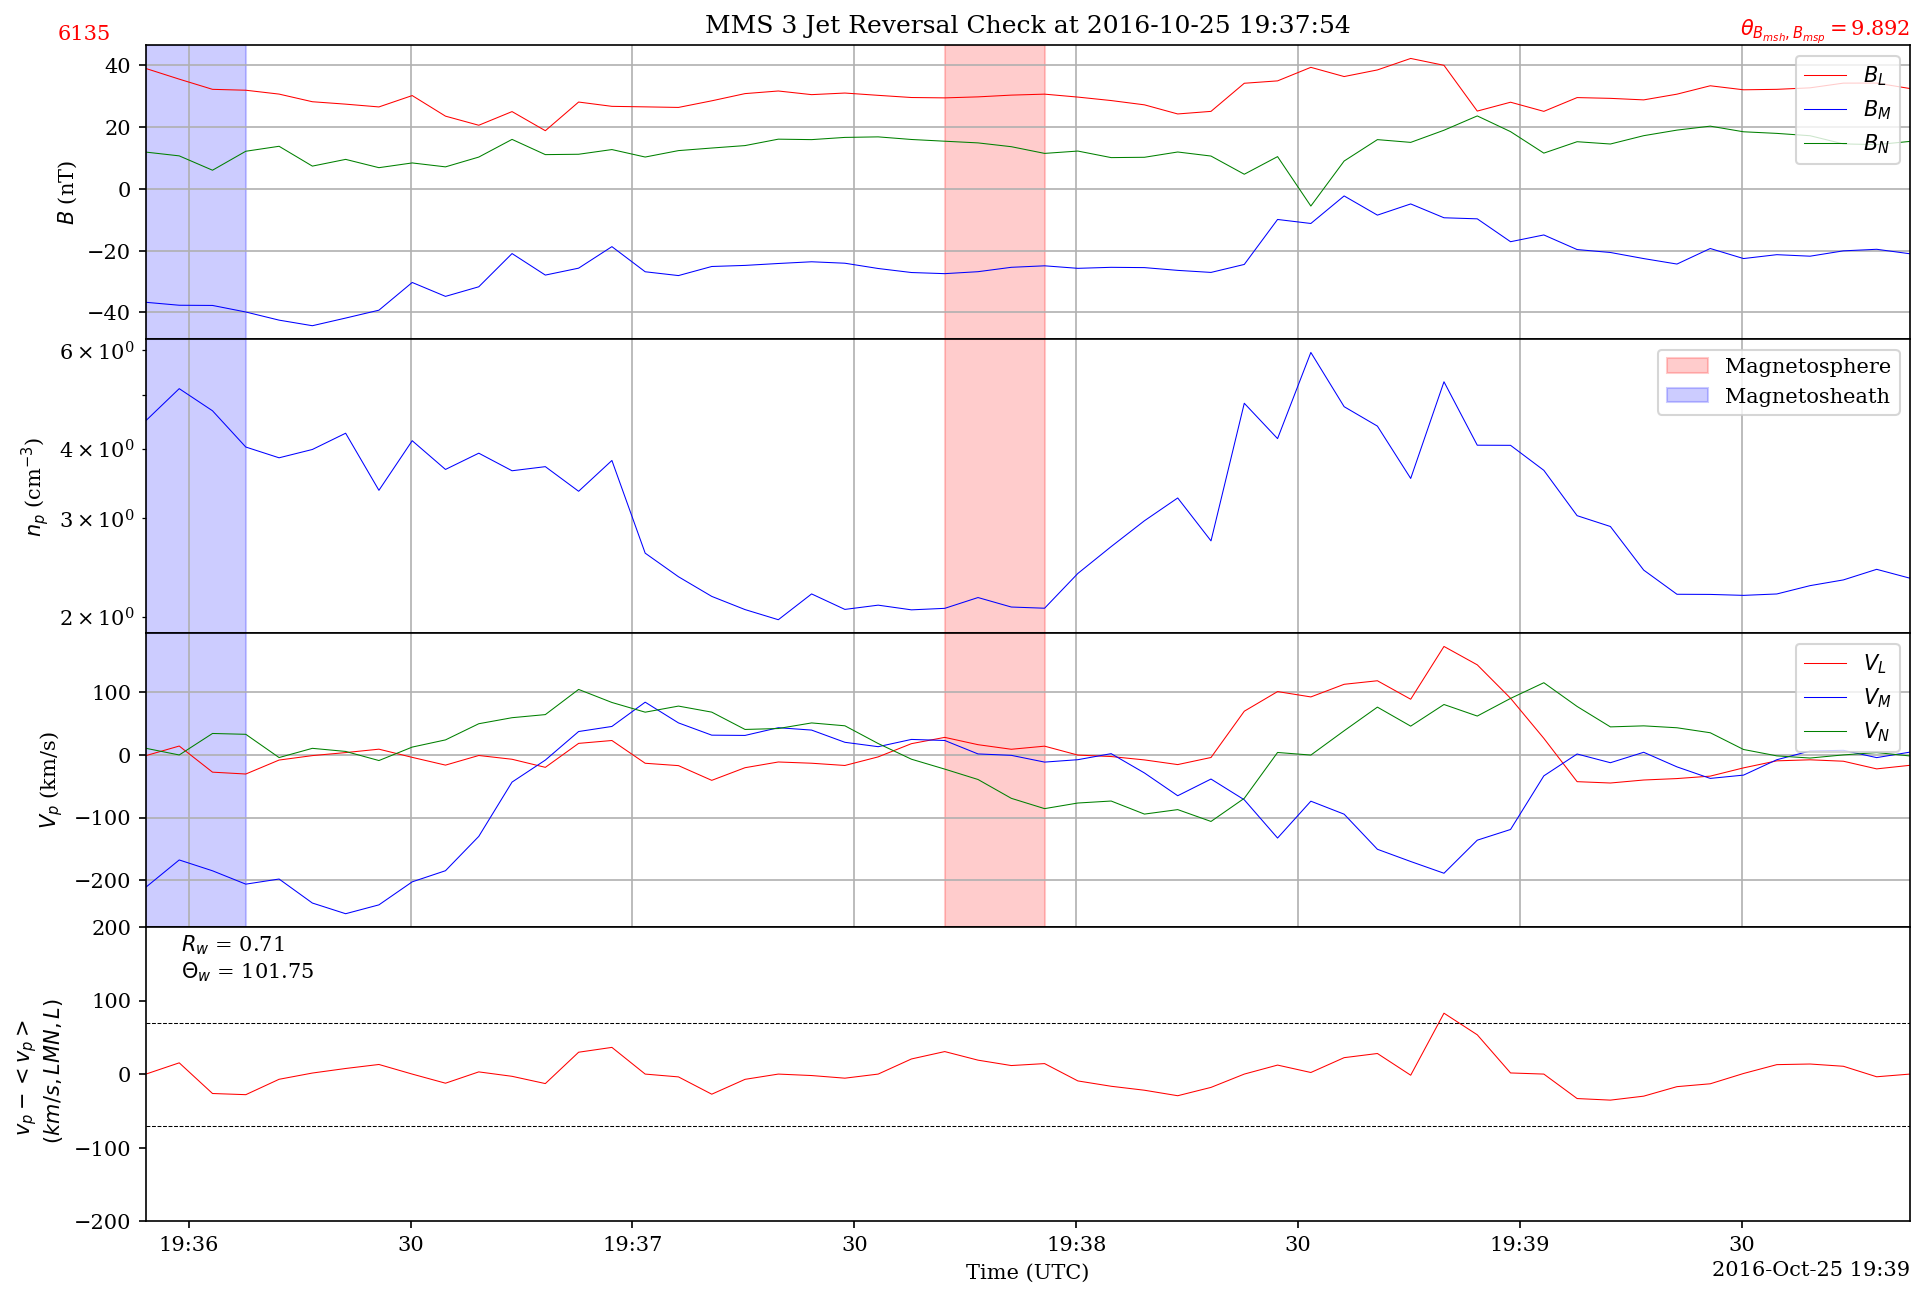 MMS 3 Jet Reversal Check at 2016-10-25 19:37:54
6135
θ_{B_{msh}, B_{msp}} = 9.892
40
20
0
−20
−40
B (nT)
B_L
B_M
B_N
6 × 10^0
4 × 10^0
3 × 10^0
2 × 10^0
n_p (cm^{−3})
Magnetosphere
Magnetosheath
100
0
−100
−200
V_p (km/s)
V_L
V_M
V_N
200
100
0
−100
−200
v_p − < v_p >
(km/s, LMN, L)
R_w = 0.71
Θ_w = 101.75
19:36
30
19:37
30
19:38
30
19:39
30
Time (UTC)
2016-Oct-25 19:39